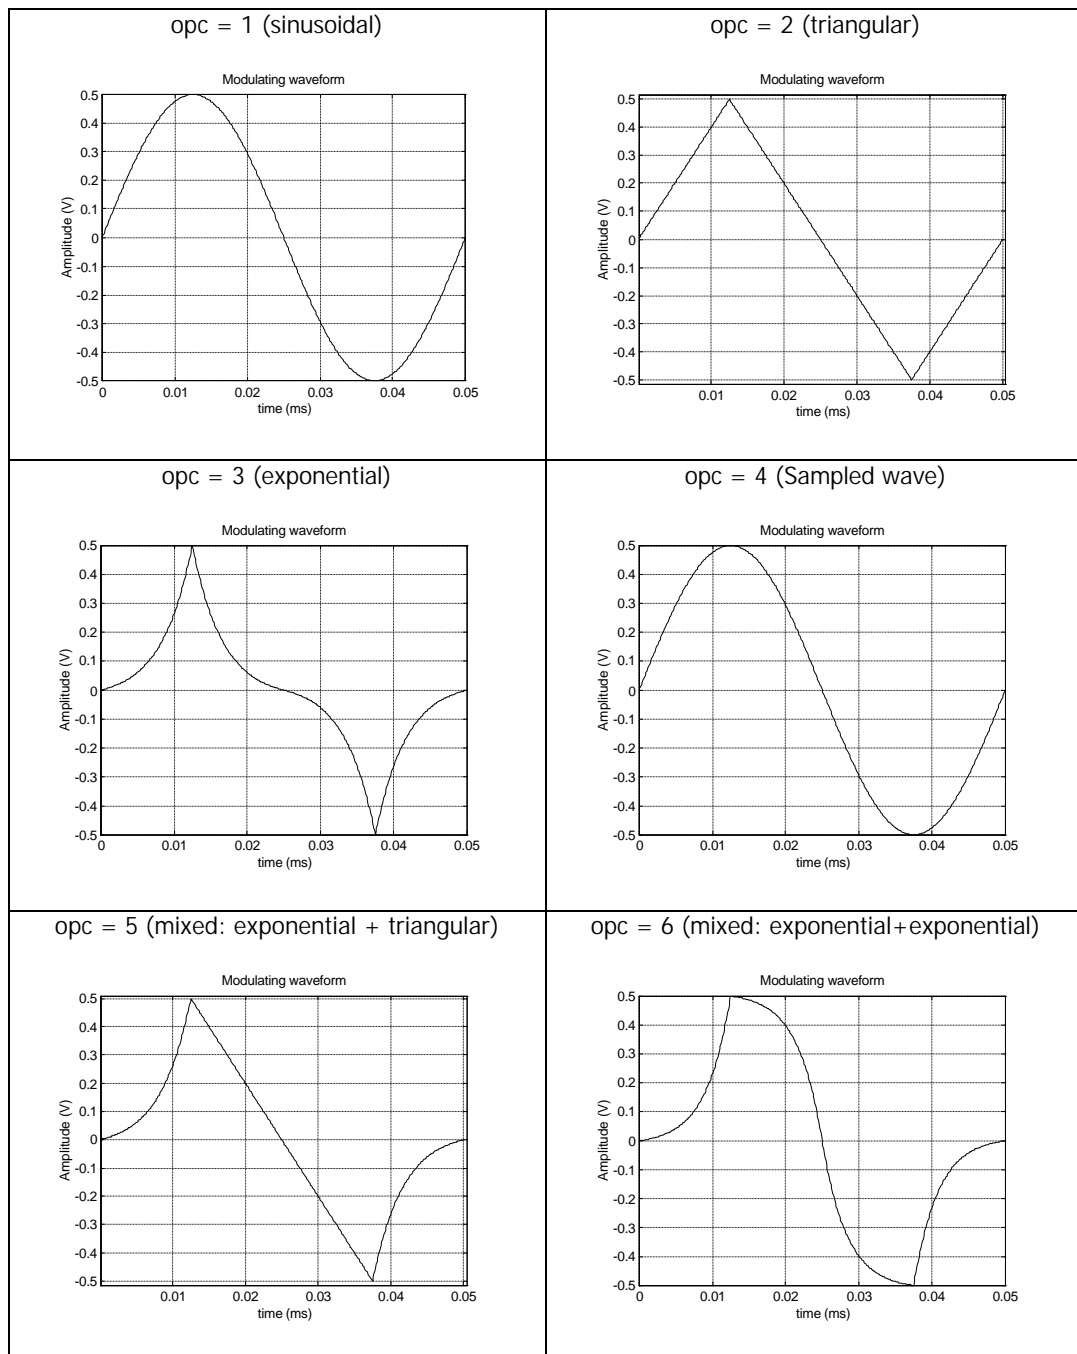 opc = 1 (sinusoidal)
Modulating waveform
0.5
0.4
0.3
0.2
0.1
0
-0.1
-0.2
-0.3
-0.4
-0.5
Amplitude (V)
0 0.01 0.02 0.03 0.04 0.05
time (ms)
opc = 2 (triangular)
Modulating waveform
0.5
0.4
0.3
0.2
0.1
0
-0.1
-0.2
-0.3
-0.4
-0.5
Amplitude (V)
0.01 0.02 0.03 0.04 0.05
time (ms)
opc = 3 (exponential)
Modulating waveform
0.5
0.4
0.3
0.2
0.1
0
-0.1
-0.2
-0.3
-0.4
-0.5
Amplitude (V)
0 0.01 0.02 0.03 0.04 0.05
time (ms)
opc = 4 (Sampled wave)
Modulating waveform
0.5
0.4
0.3
0.2
0.1
0
-0.1
-0.2
-0.3
-0.4
-0.5
Amplitude (V)
0 0.01 0.02 0.03 0.04 0.05
time (ms)
opc = 5 (mixed: exponential + triangular)
Modulating waveform
0.5
0.4
0.3
0.2
0.1
0
-0.1
-0.2
-0.3
-0.4
-0.5
Amplitude (V)
0.01 0.02 0.03 0.04 0.05
time (ms)
opc = 6 (mixed: exponential+exponential)
Modulating waveform
0.5
0.4
0.3
0.2
0.1
0
-0.1
-0.2
-0.3
-0.4
-0.5
Amplitude (V)
0 0.01 0.02 0.03 0.04 0.05
time (ms)